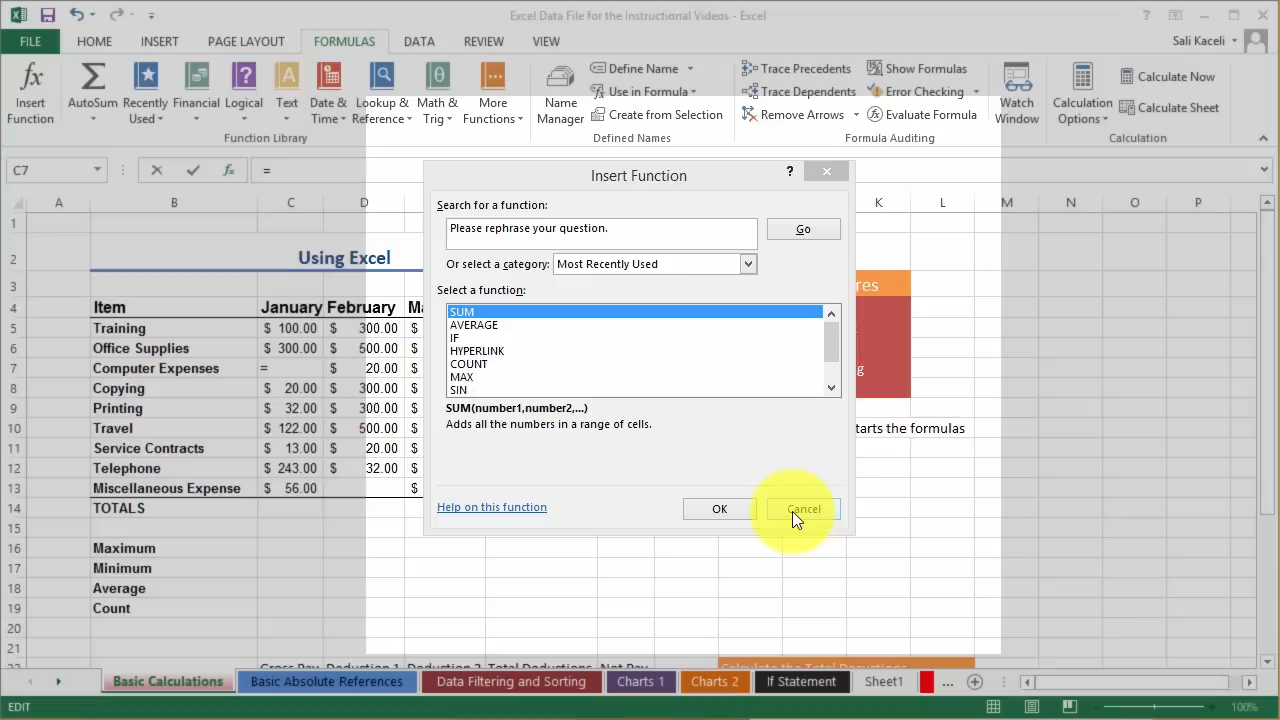 Excel Data File for the Instructional Videos - Excel
FILE HOME INSERT PAGE LAYOUT FORMULAS DATA REVIEW VIEW Sali Kaceli
Insert Function
AutoSum
Recently Used
Financial
Logical
Text
Date & Time
Lookup & Reference
Math & Trig
More Functions
Function Library
Name Manager
Define Name
Use in Formula
Create from Selection
Defined Names
Trace Precedents
Trace Dependents
Remove Arrows
Show Formulas
Error Checking
Evaluate Formula
Formula Auditing
Watch Window
Calculation Options
Calculate Now
Calculate Sheet
Calculation
C7 fx =
A B C D K L M N O P
1
2 Using Excel
3 res
4 Item January February Ma
5 Training $ 100.00 $ 300.00 $
6 Office Supplies $ 300.00 $ 500.00 $
7 Computer Expenses = $ 20.00 $ g
8 Copying $ 20.00 $ 300.00 $
9 Printing $ 32.00 $ 300.00 $
10 Travel $ 122.00 $ 500.00 $ tarts the formulas
11 Service Contracts $ 13.00 $ 20.00 $
12 Telephone $ 243.00 $ 32.00 $
13 Miscellaneous Expense $ 56.00 $
14 TOTALS
15
16 Maximum
17 Minimum
18 Average
19 Count
20
21
Insert Function ?
Search for a function:
Please rephrase your question.
Go
Or select a category: Most Recently Used
Select a function:
SUM
AVERAGE
IF
HYPERLINK
COUNT
MAX
SIN
SUM(number1,number2,...)
Adds all the numbers in a range of cells.
Help on this function OK Cancel
22 Gross Pay Deduction 1 Deduction 2 Total Deductions Net Pay Calculate the Total Deductions
Basic Calculations Basic Absolute References Data Filtering and Sorting Charts 1 Charts 2 If Statement Sheet1 ...
EDIT 100%